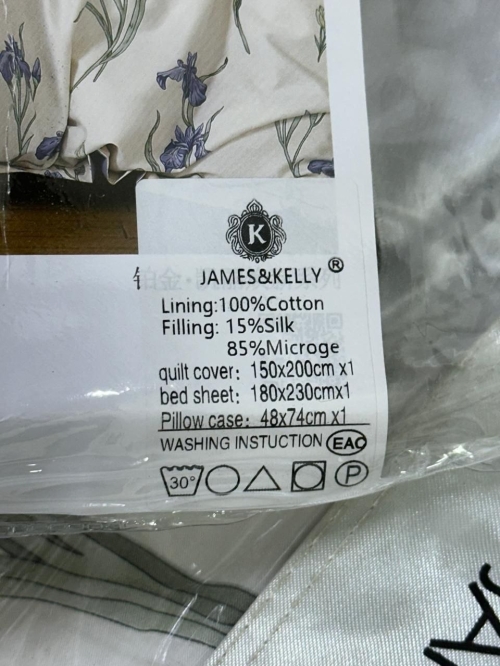 K
JAMES&KELLY®
Lining:100%Cotton
Filling: 15%Silk
85%Microge
quilt cover: 150x200cm x1
bed sheet: 180x230cmx1
Pillow case: 48x74cm x1
WASHING INSTUCTION EAC
30° P